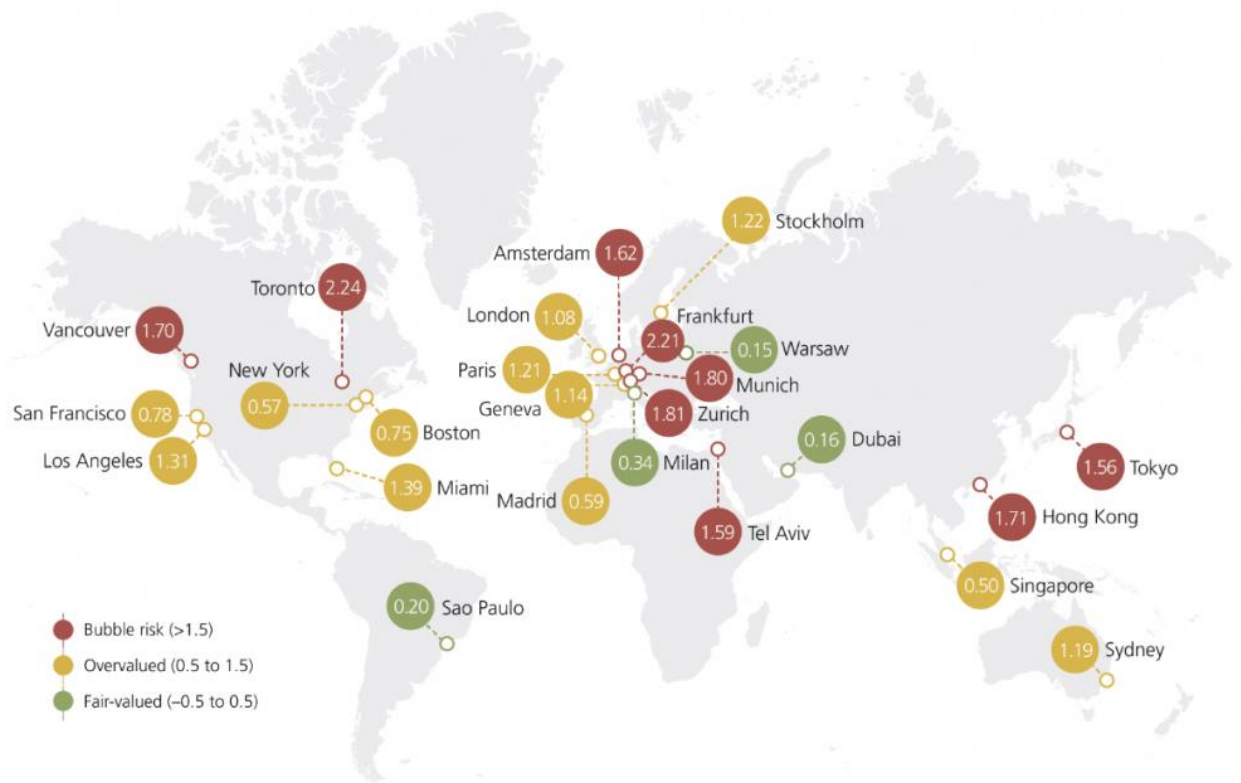 Stockholm
1.22
Amsterdam
1.62
Toronto
2.24
London
1.08
Frankfurt
2.21
Vancouver
1.70
Warsaw
0.15
Paris
1.21
New York
0.57
Munich
1.80
Geneva
1.14
San Francisco
0.78
Zurich
1.81
Boston
0.75
Dubai
0.16
Los Angeles
1.31
Milan
0.34
Tokyo
1.56
Miami
1.39
Madrid
0.59
Hong Kong
1.71
Tel Aviv
1.59
Singapore
0.50
Sao Paulo
0.20
Sydney
1.19
Bubble risk (>1.5)
Overvalued (0.5 to 1.5)
Fair-valued (–0.5 to 0.5)